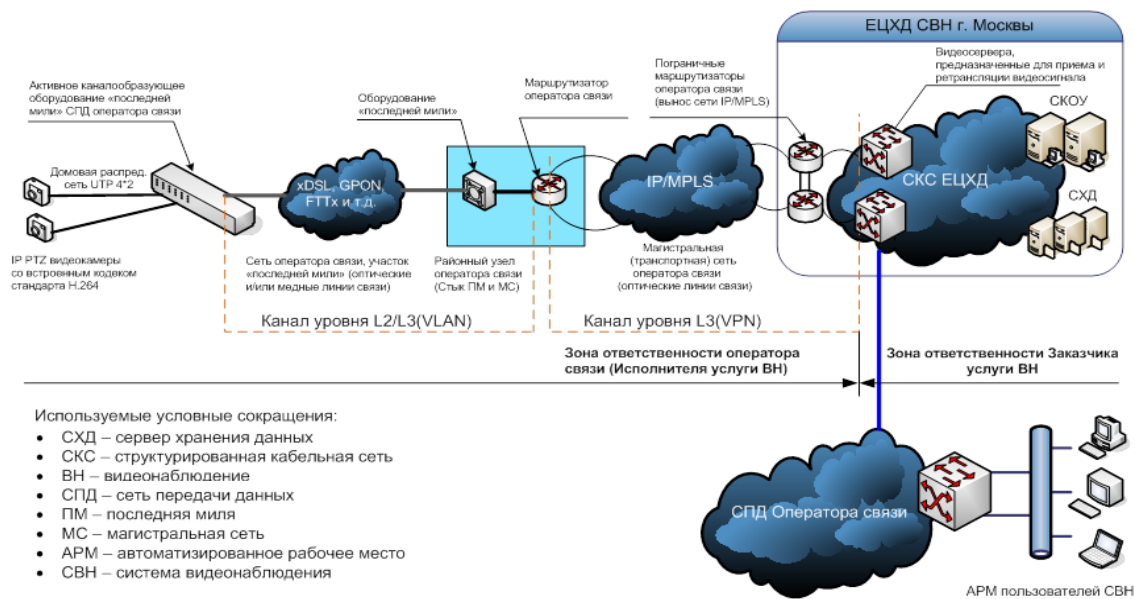 ЕЦХД СВН г. Москвы
Видеосервера,
предназначенные для приема и
ретрансляции видеосигнала
Пограничные
маршрутизаторы
оператора связи
(вынос сети IP/MPLS)
Активное каналообразующее
оборудование «последней
мили» СПД оператора связи
Оборудование
«последней мили»
Маршрутизатор
оператора связи
СКОУ
Домовая распред.
сеть UTP 4*2
xDSL, GPON,
FTTx и т.д.
IP/MPLS
СКС ЕЦХД
СХД
IP PTZ видеокамеры
со встроенным кодеком
стандарта H.264
Сеть оператора связи, участок
«последней мили» (оптические
и/или медные линии связи)
Районный узел
оператора связи
(Стык ПМ и МС)
Магистральная
(транспортная) сеть
оператора связи
(оптические линии связи)
Канал уровня L2/L3(VLAN)
Канал уровня L3(VPN)
Зона ответственности оператора
связи (Исполнителя услуги ВН)
Зона ответственности Заказчика
услуги ВН
Используемые условные сокращения:
• СХД – сервер хранения данных
• СКС – структурированная кабельная сеть
• ВН – видеонаблюдение
• СПД – сеть передачи данных
• ПМ – последняя миля
• МС – магистральная сеть
• АРМ – автоматизированное рабочее место
• СВН – система видеонаблюдения
СПД Оператора связи
АРМ пользователей СВН